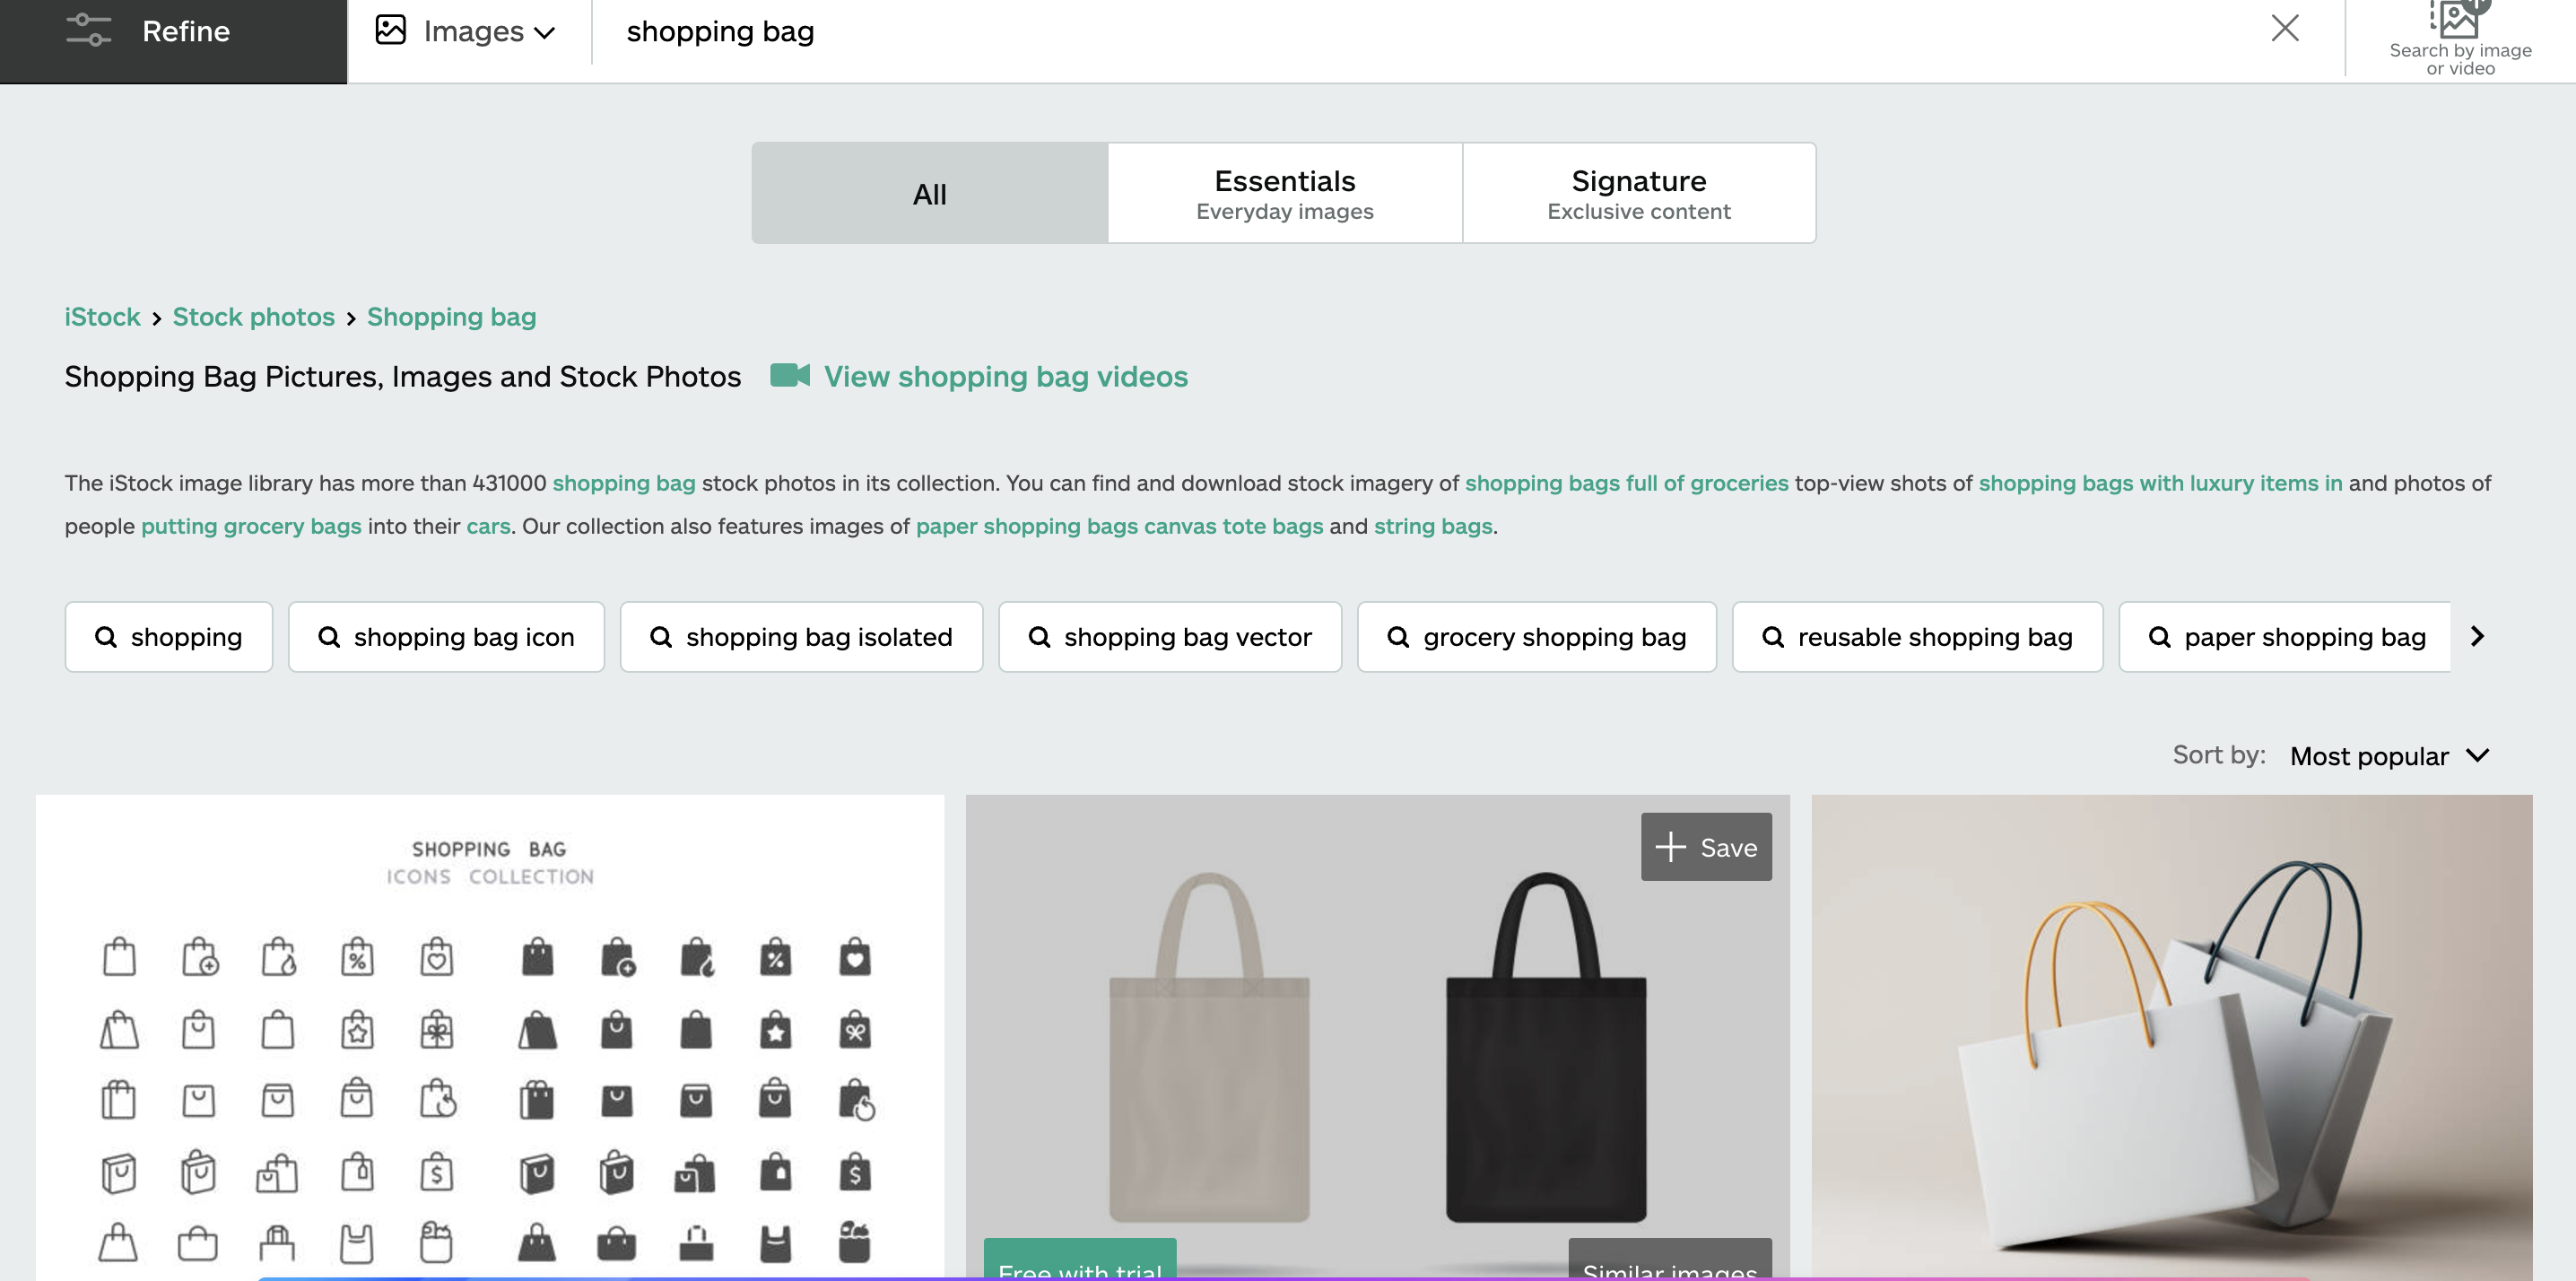 Refine
Images
shopping bag
Search by image
or video
All
Essentials
Everyday images
Signature
Exclusive content
iStock > Stock photos > Shopping bag
Shopping Bag Pictures, Images and Stock Photos
View shopping bag videos
The iStock image library has more than 431000 shopping bag stock photos in its collection. You can find and download stock imagery of shopping bags full of groceries top-view shots of shopping bags with luxury items in and photos of
people putting grocery bags into their cars. Our collection also features images of paper shopping bags canvas tote bags and string bags.
shopping
shopping bag icon
shopping bag isolated
shopping bag vector
grocery shopping bag
reusable shopping bag
paper shopping bag
Sort by: Most popular
SHOPPING BAG
ICONS COLLECTION
+ Save
% %
$ $
Free with trial
Similar images